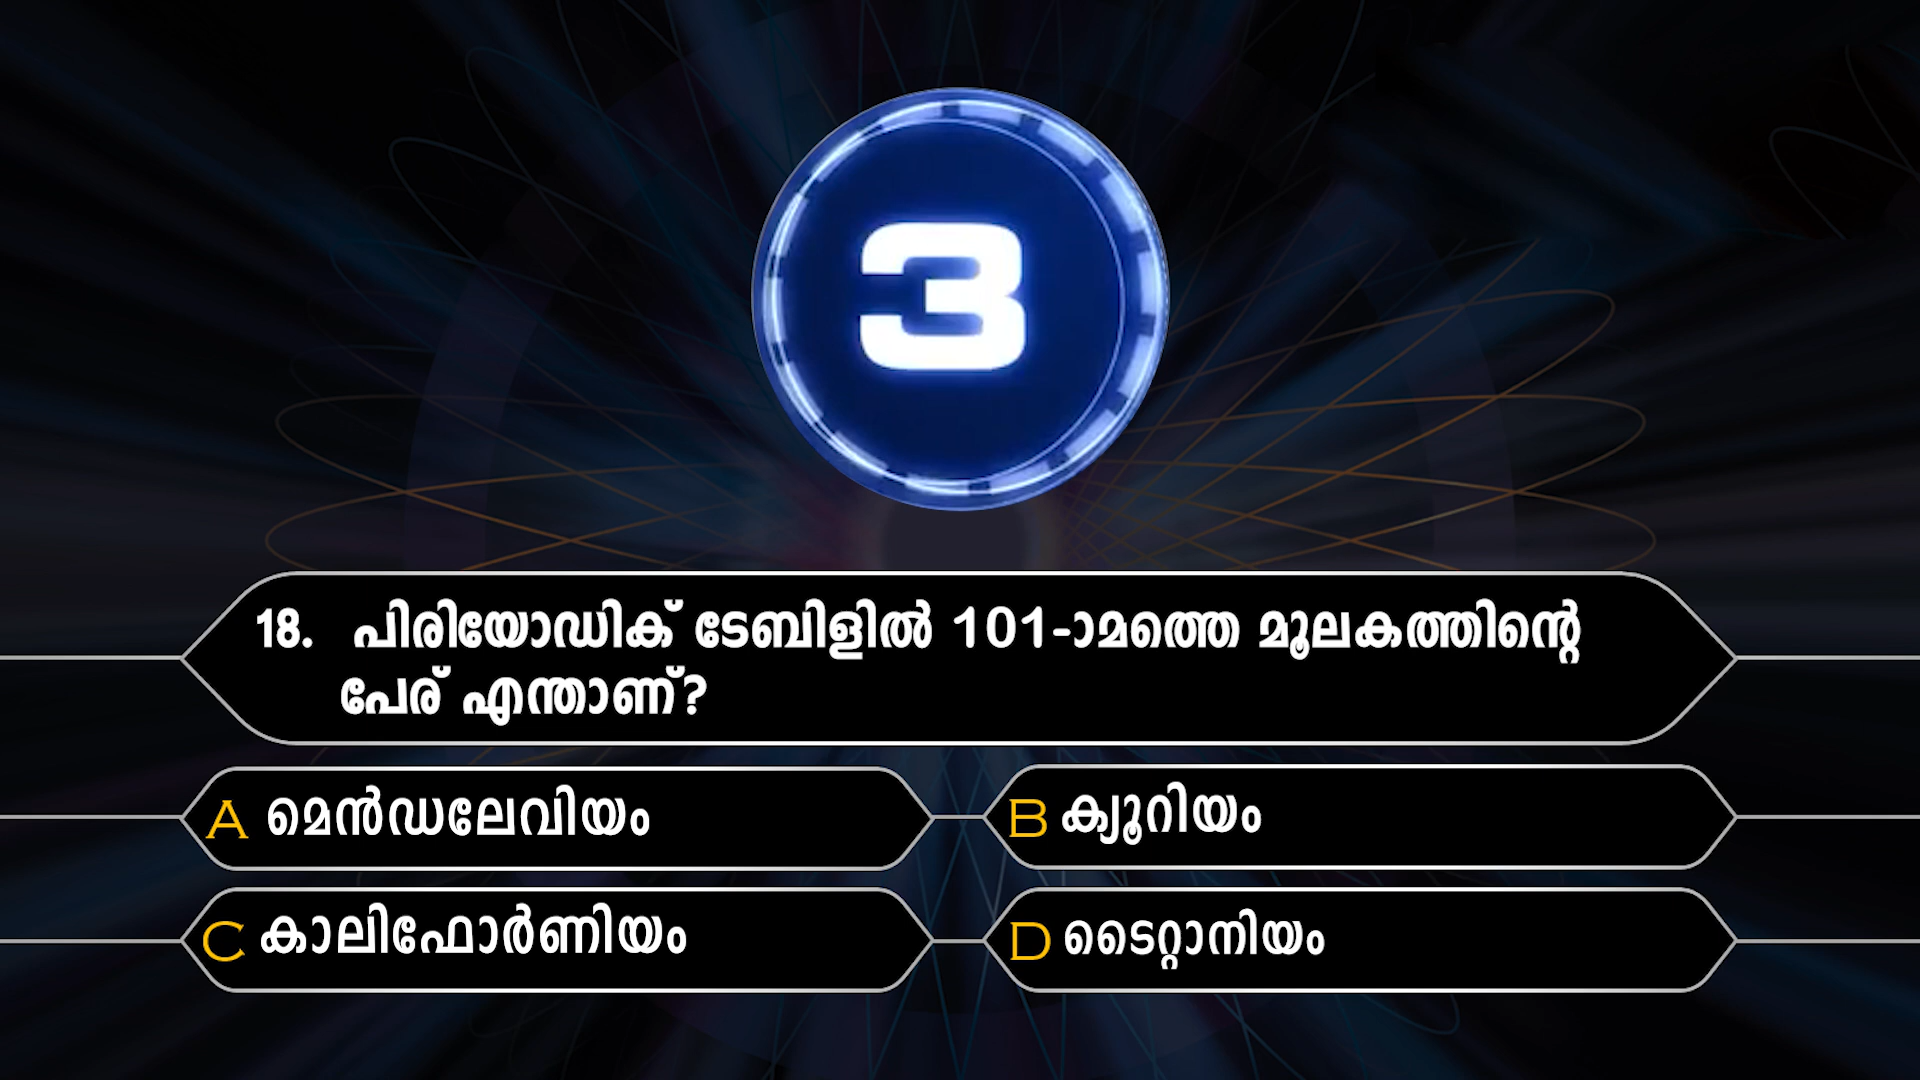 3
18. പിരിയോഡിക് ടേബിളിൽ 101-ാമത്തെ മൂലകത്തിന്റെ
പേര് എന്താണ്?
A മെൻഡലേവിയം
B ക്യൂറിയം
C കാലിഫോർണിയം
D ടൈറ്റാനിയം